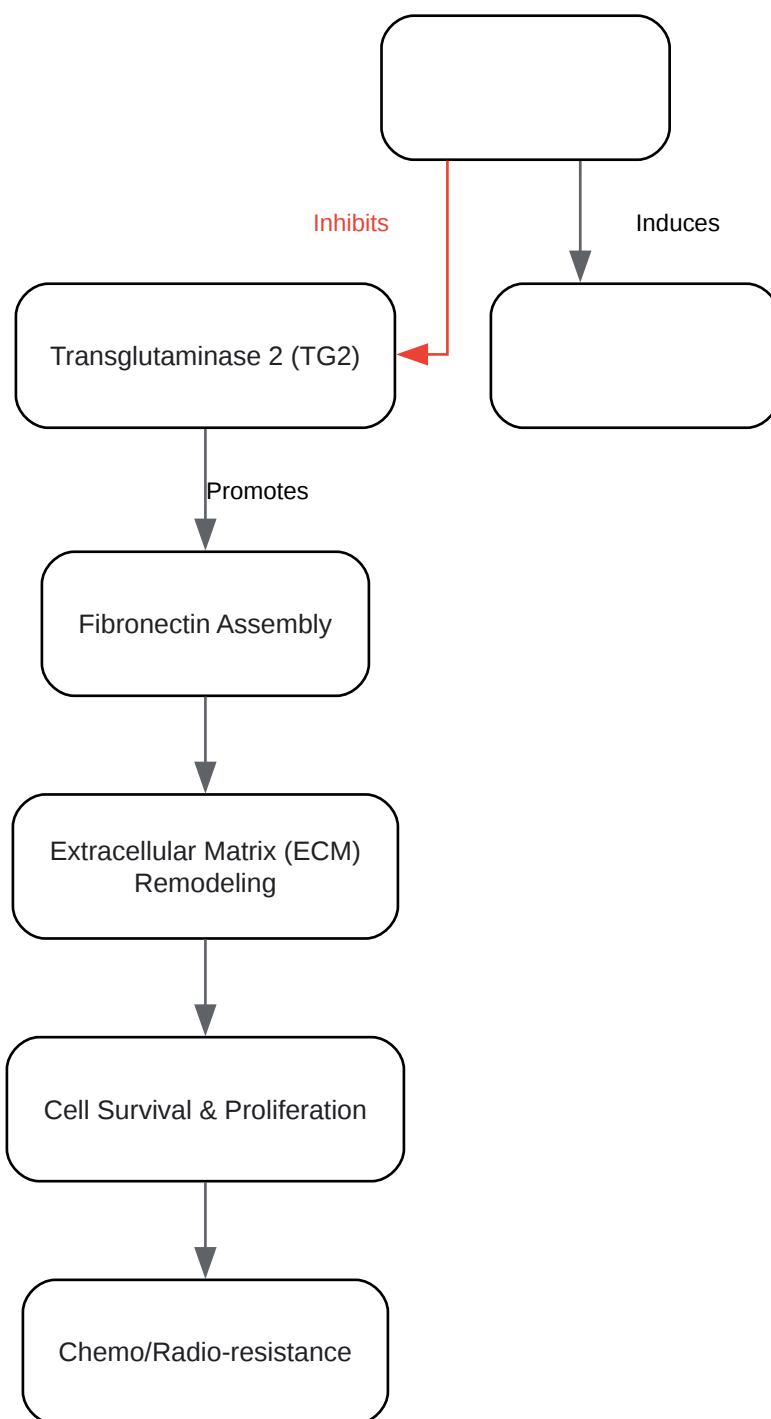 Inhibits
Induces
Transglutaminase 2 (TG2)
Promotes
Fibronectin Assembly
Extracellular Matrix (ECM)
Remodeling
Cell Survival & Proliferation
Chemo/Radio-resistance